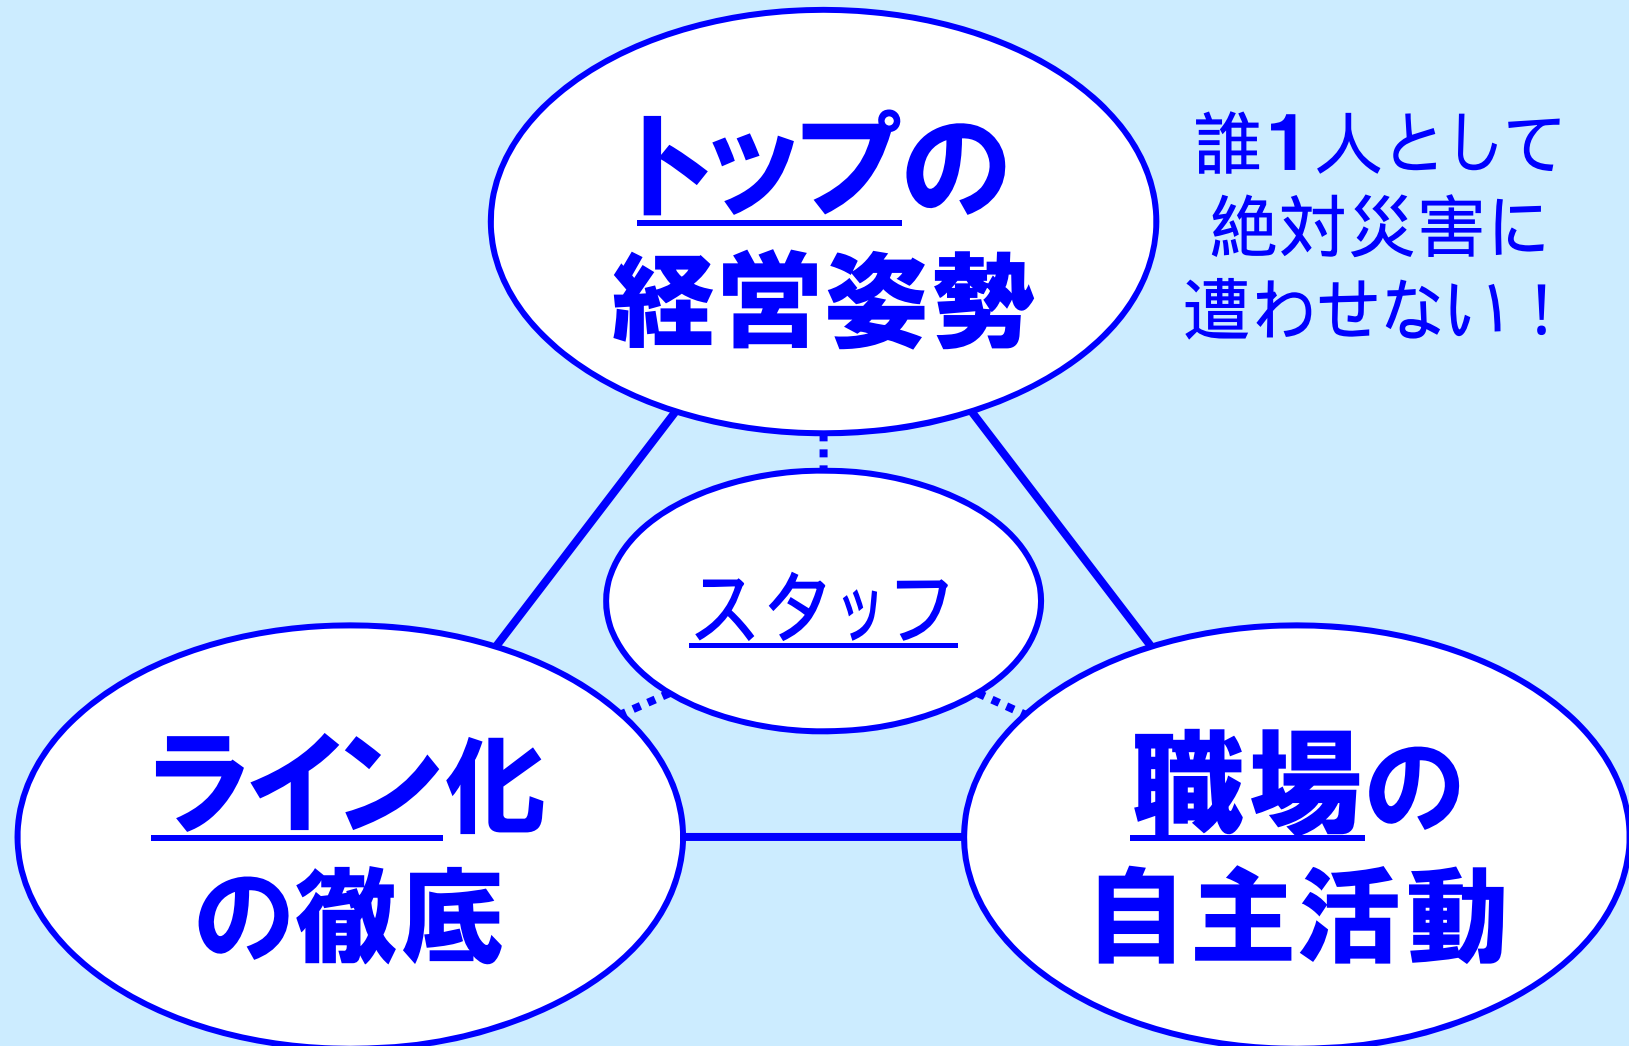 トップの
経営姿勢
誰1人として
絶対災害に
遭わせない！
スタッフ
ライン化
の徹底
職場の
自主活動